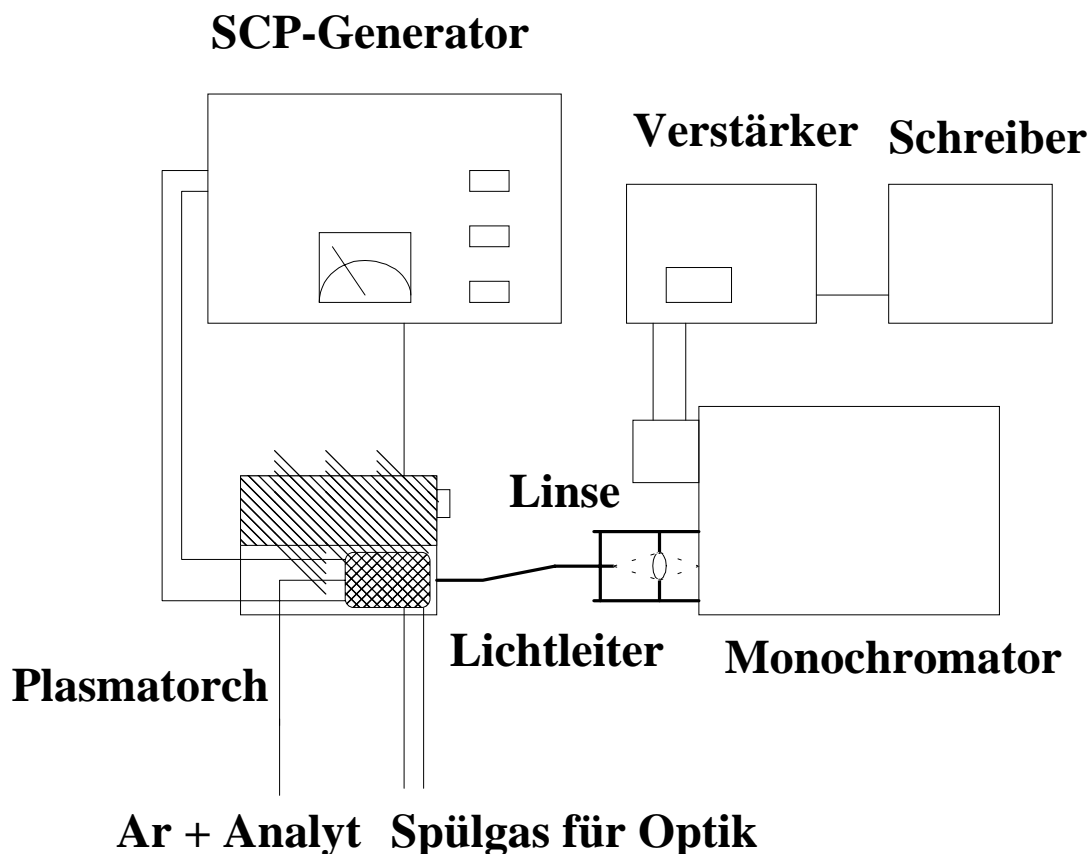 SCP-Generator
Verstärker
Schreiber
Linse
Lichtleiter
Monochromator
Plasmatorch
Ar + Analyt
Spülgas für Optik